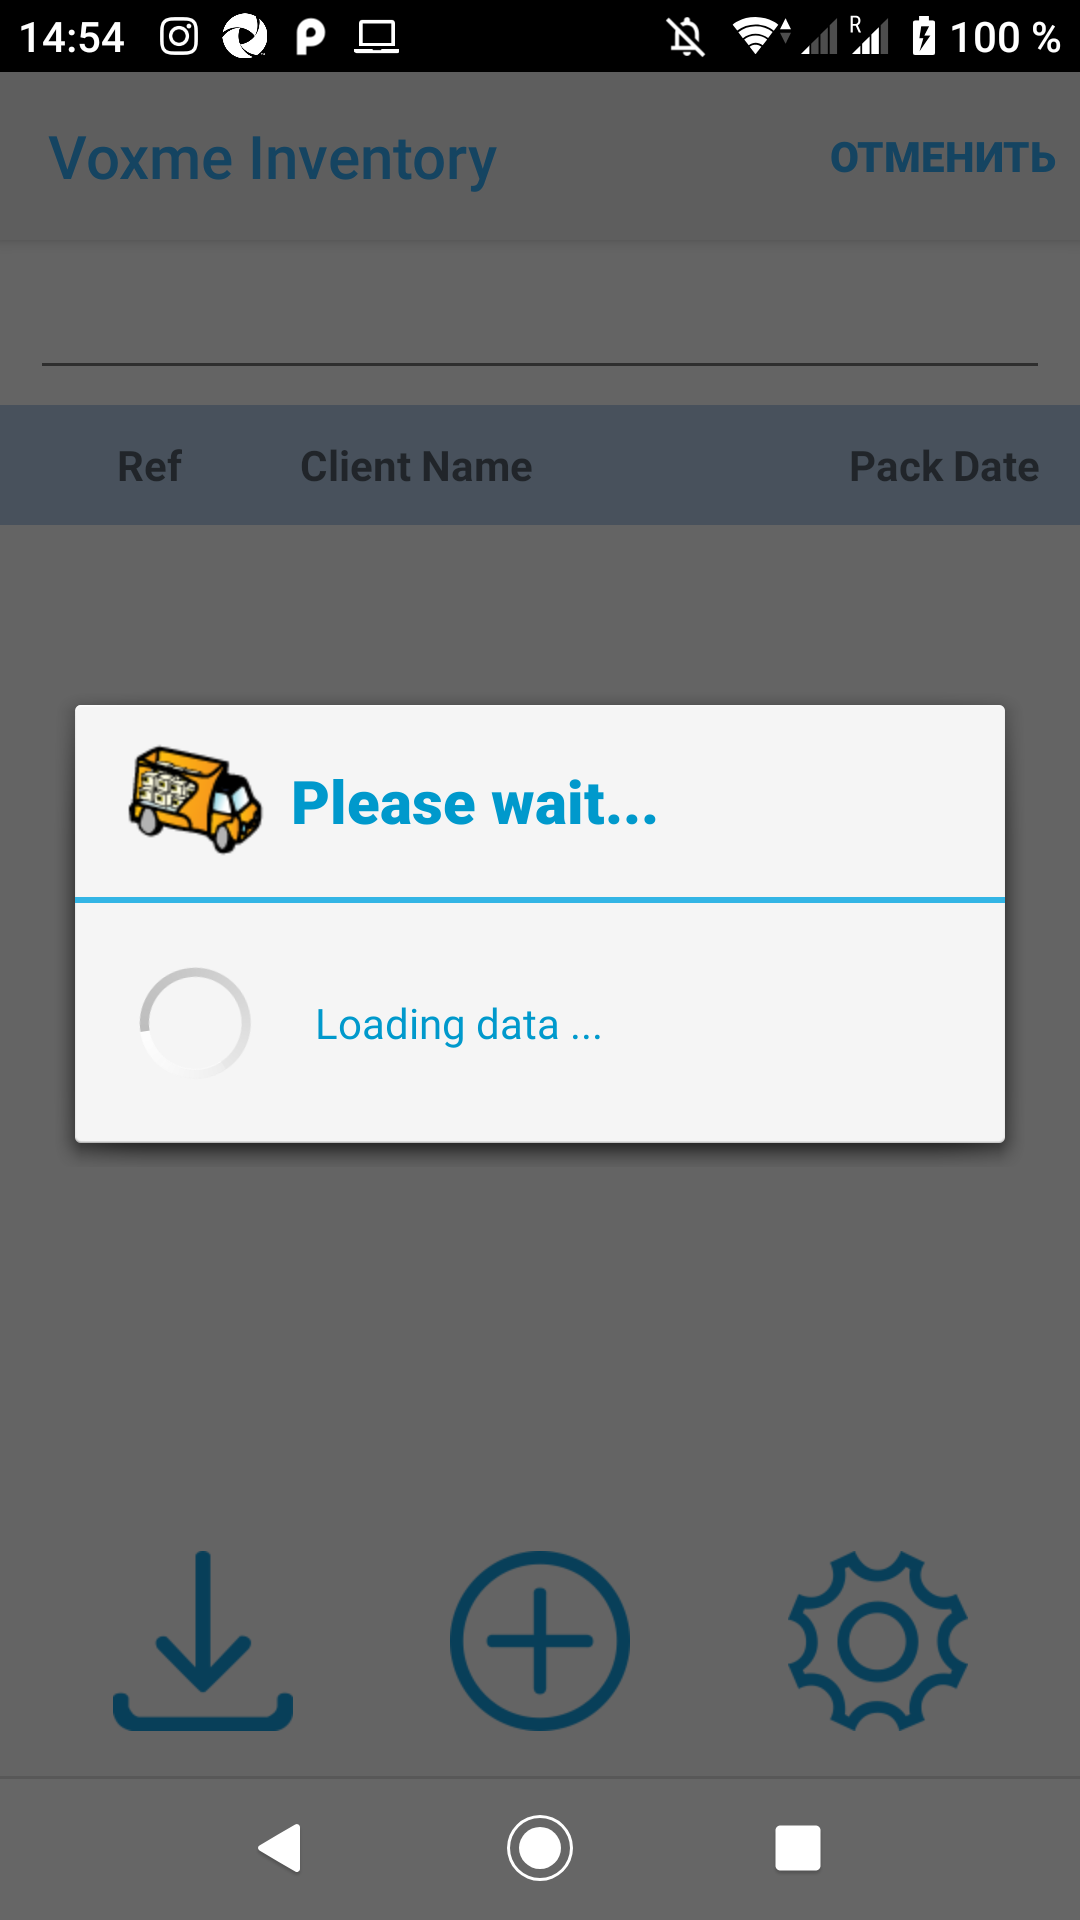 14:54
R
100 %
Voxme Inventory
ОТМЕНИТЬ
Ref Client Name Pack Date
Please wait...
Loading data ...